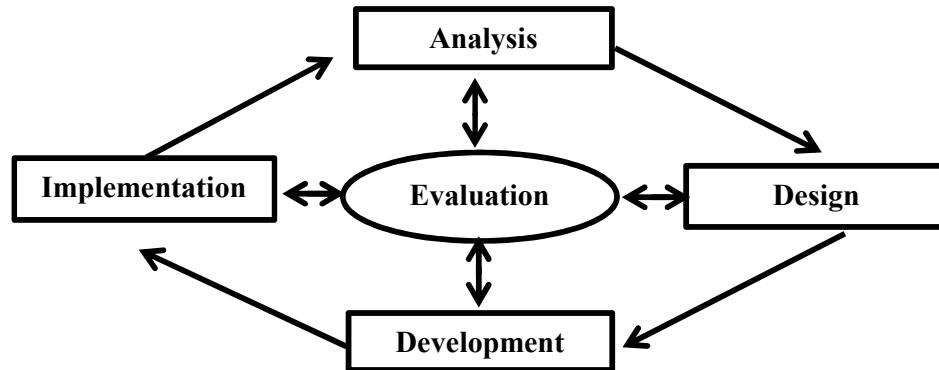 Analysis
Implementation
Evaluation
Design
Development